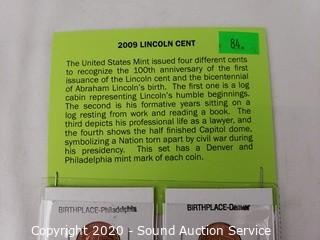 2009 LINCOLN CENT
84.
The United States Mint issued four different cents
to recognize the 100th anniversary of the first
issuance of the Lincoln cent and the bicentennial
of Abraham Lincoln's birth. The first one is a log
cabin representing Lincoln's humble beginnings.
The second is his formative years sitting on a
log resting from work and reading a book. The
third depicts his professional life as a lawyer, and
the fourth shows the half finished Capitol dome,
symbolizing a Nation torn apart by civil war during
his presidency. This set has a Denver and
Philadelphia mint mark of each coin.
BIRTHPLACE-Philadelphia
BIRTHPLACE-Denver
Copyright 2020 - Sound Auction Service